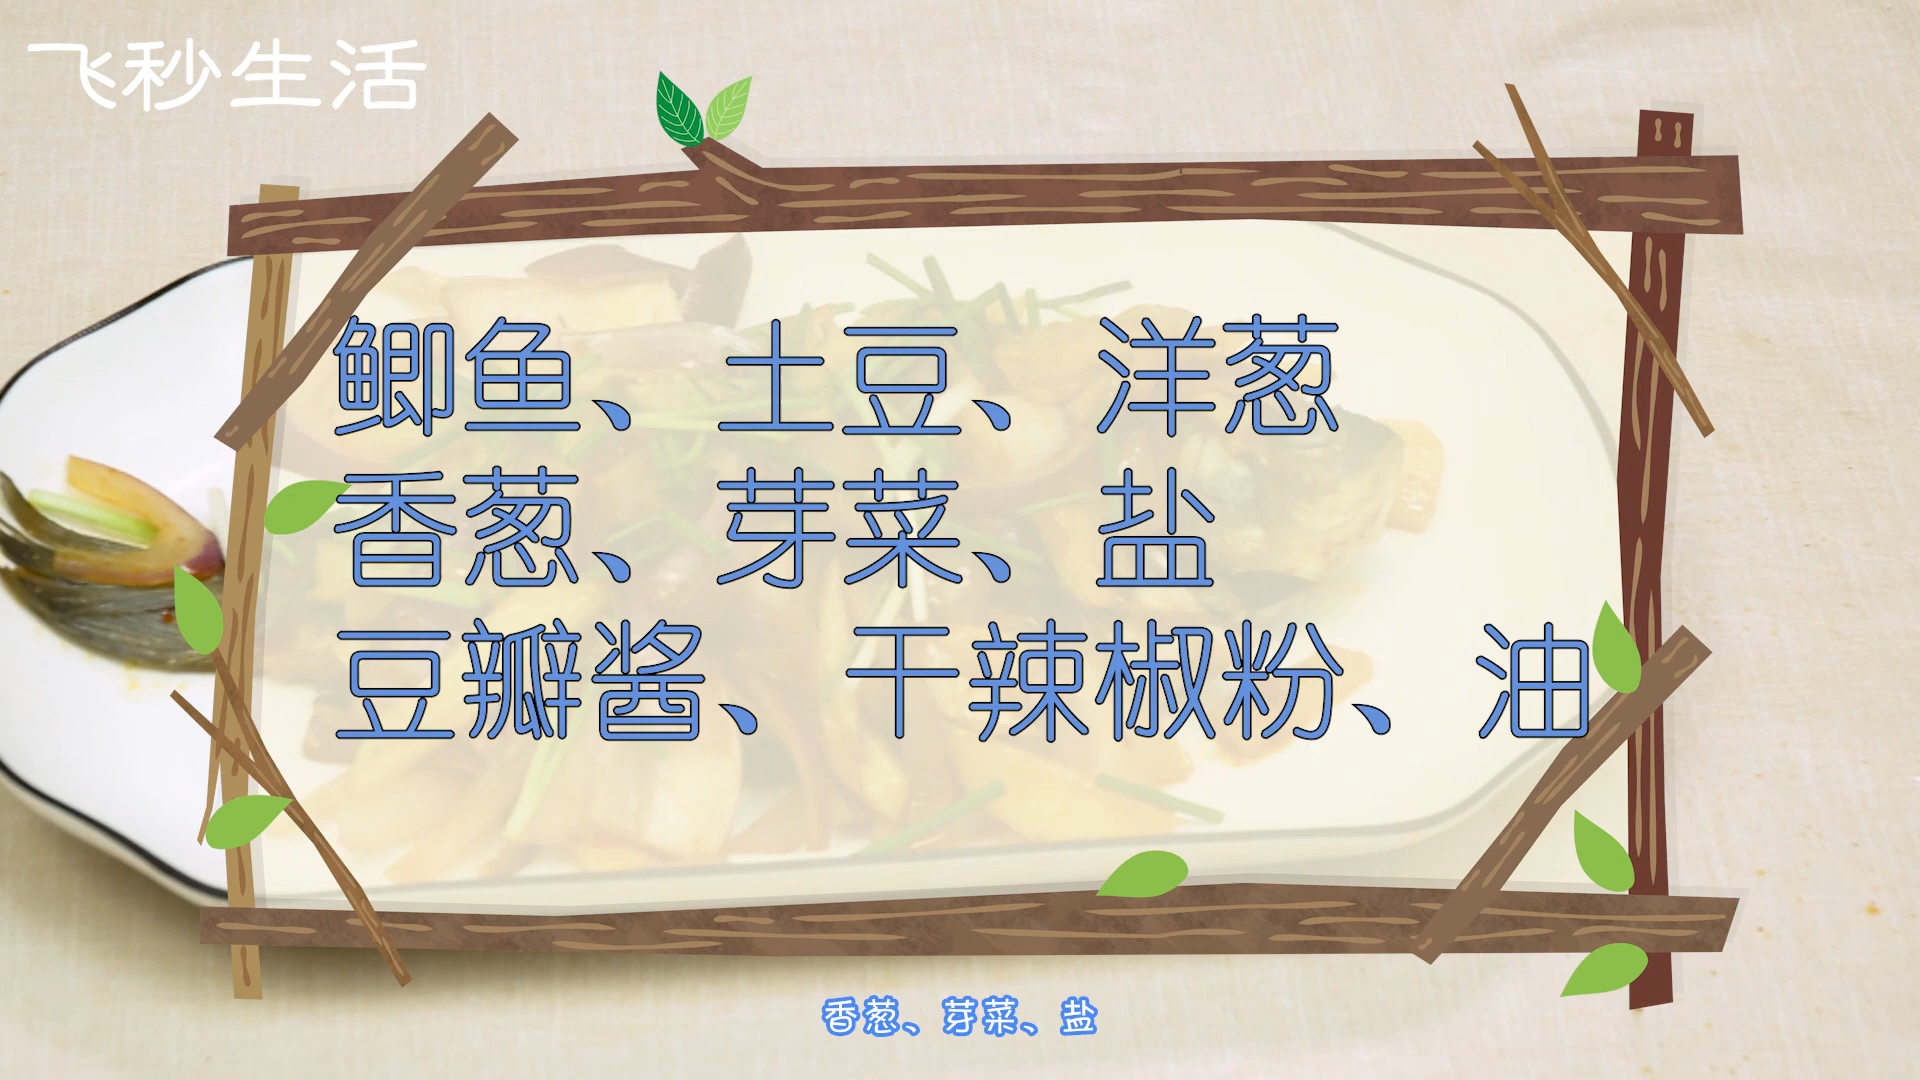 飞秒生活
鲫鱼、土豆、洋葱
香葱、芽菜、盐
豆瓣酱、干辣椒粉、油
香葱、芽菜、盐